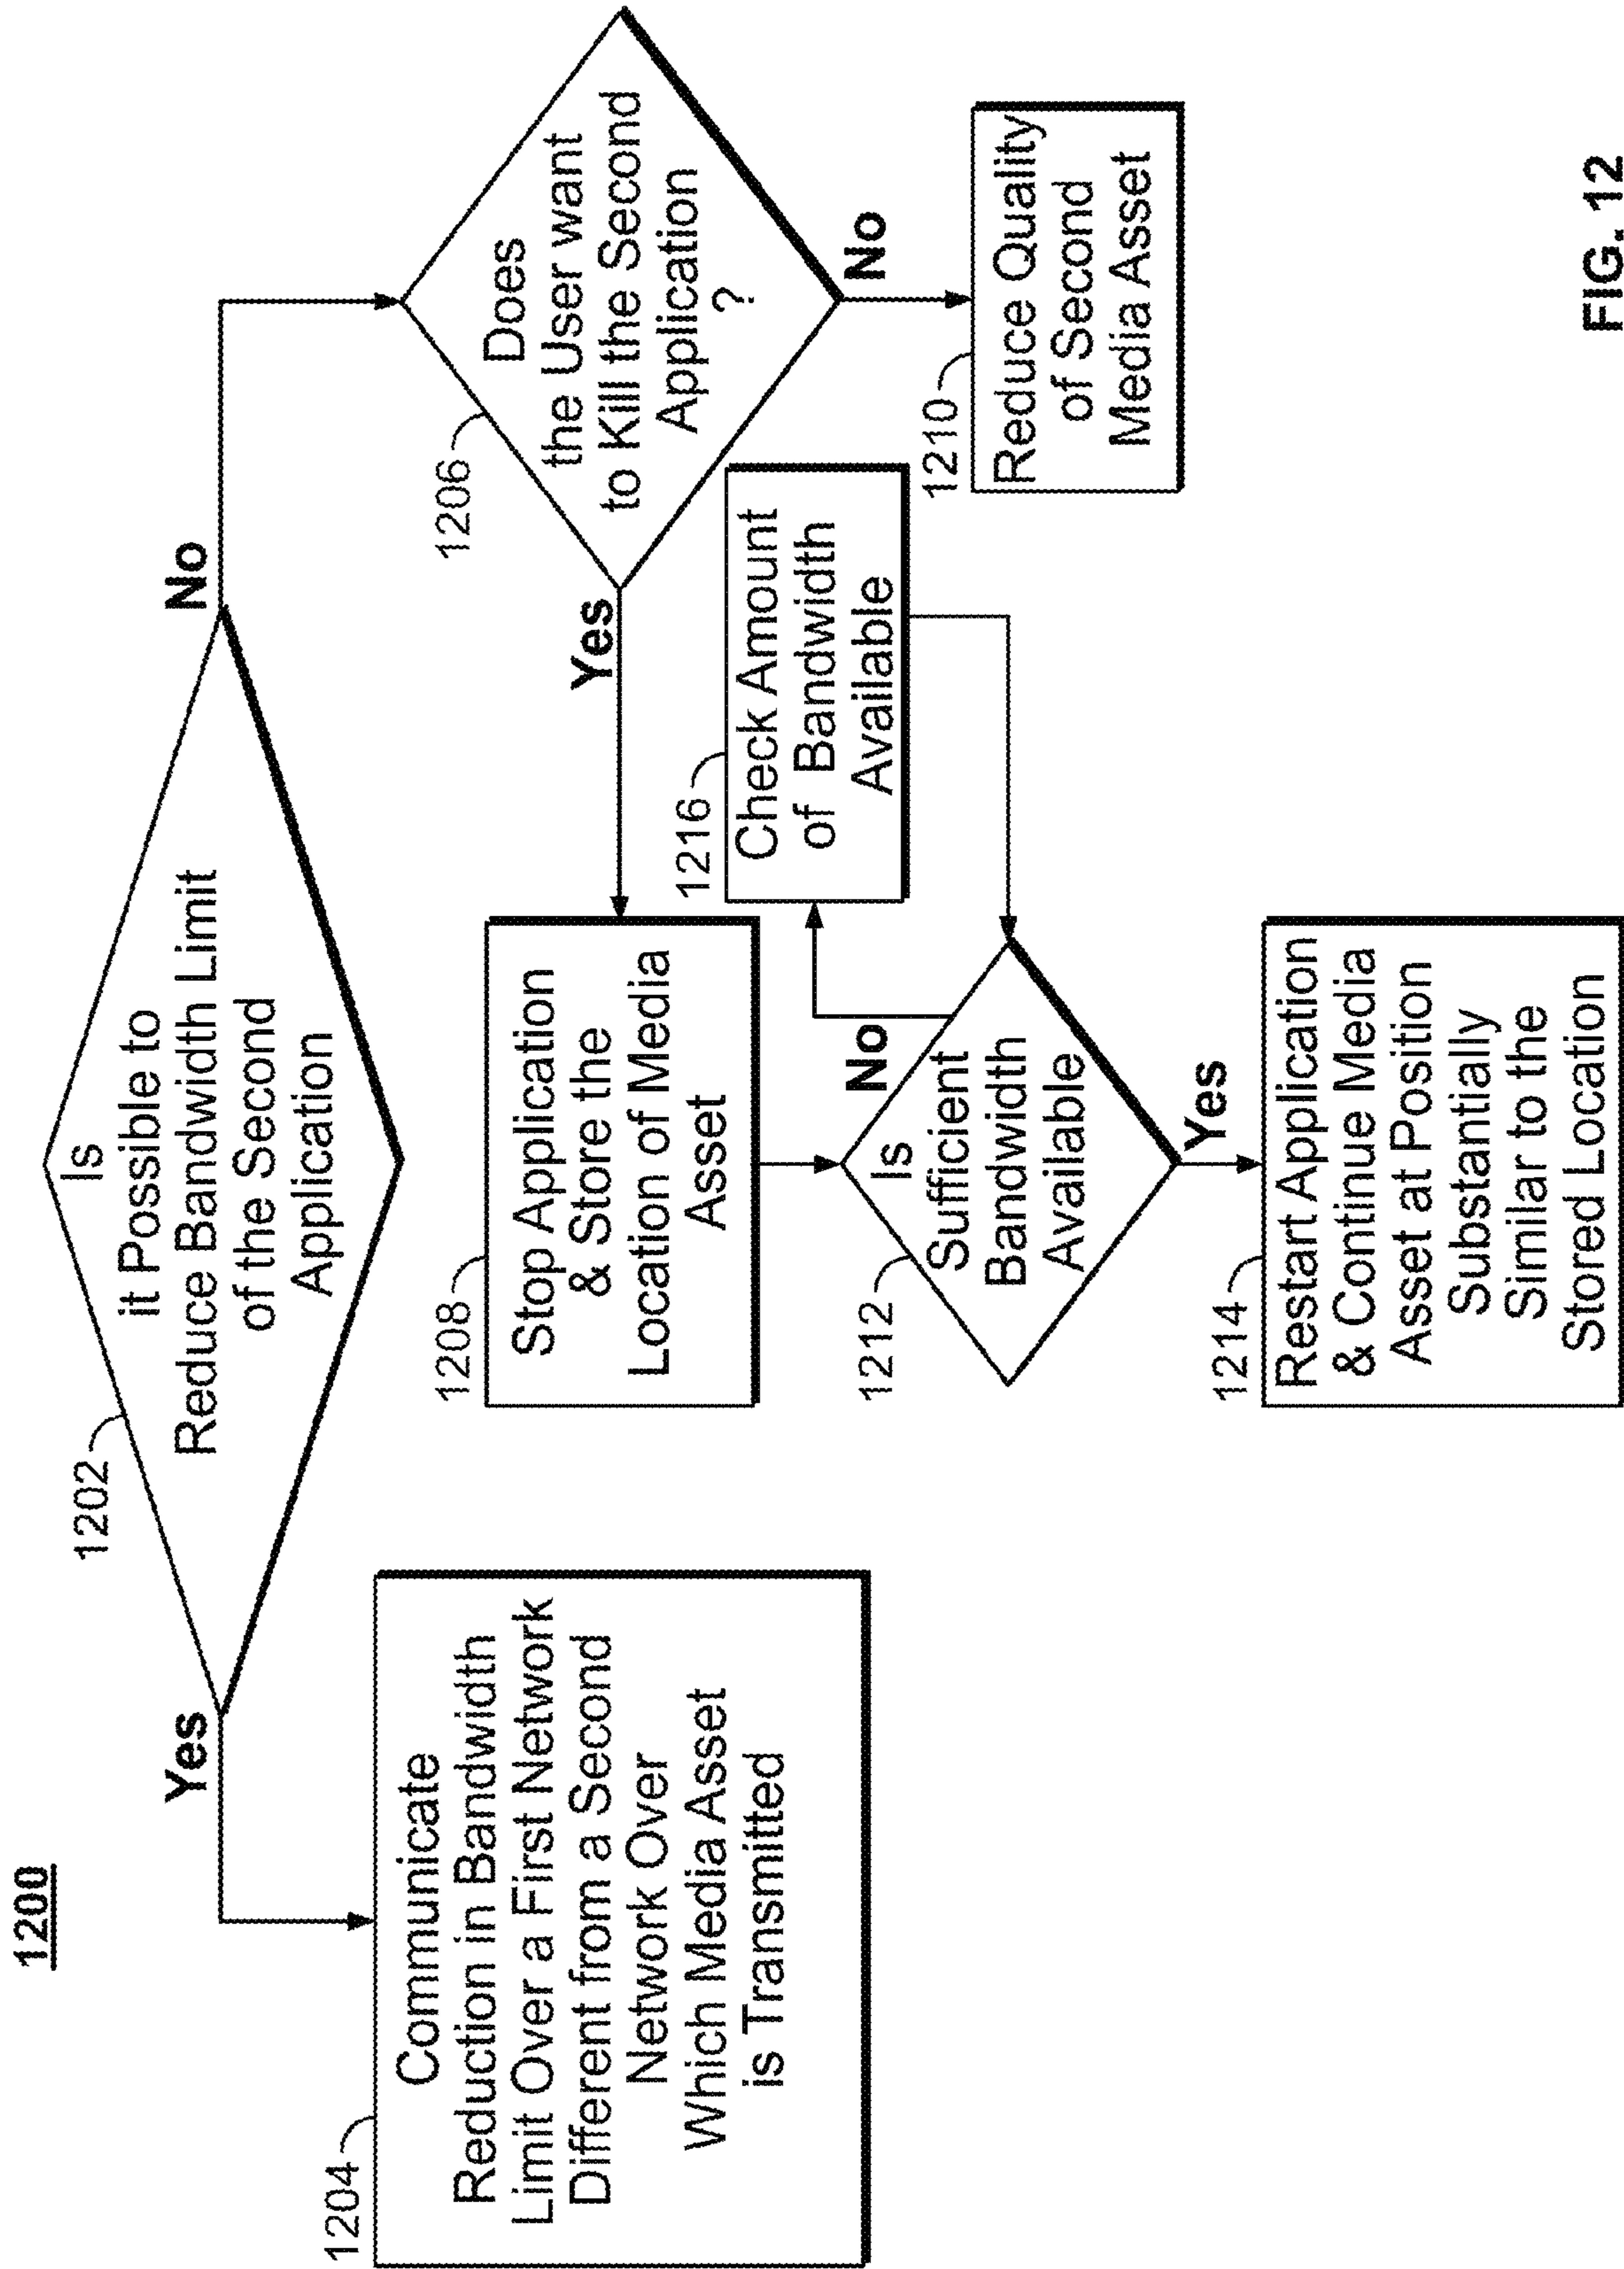 1200
1202
Is
it Possible to
Reduce Bandwidth Limit
of the Second
Application
Yes
No
1204
Communicate
Reduction in Bandwidth
Limit Over a First Network
Different from a Second
Network Over
Which Media Asset
is Transmitted
1206
Does
the User want
to Kill the Second
Application
?
Yes
No
1208
Stop Application
& Store the
Location of Media
Asset
1210
Reduce Quality
of Second
Media Asset
1216
Check Amount
of Bandwidth
Available
1212
Is
Sufficient
Bandwidth
Available
No
Yes
1214
Restart Application
& Continue Media
Asset at Position
Substantially
Similar to the
Stored Location
FIG. 12